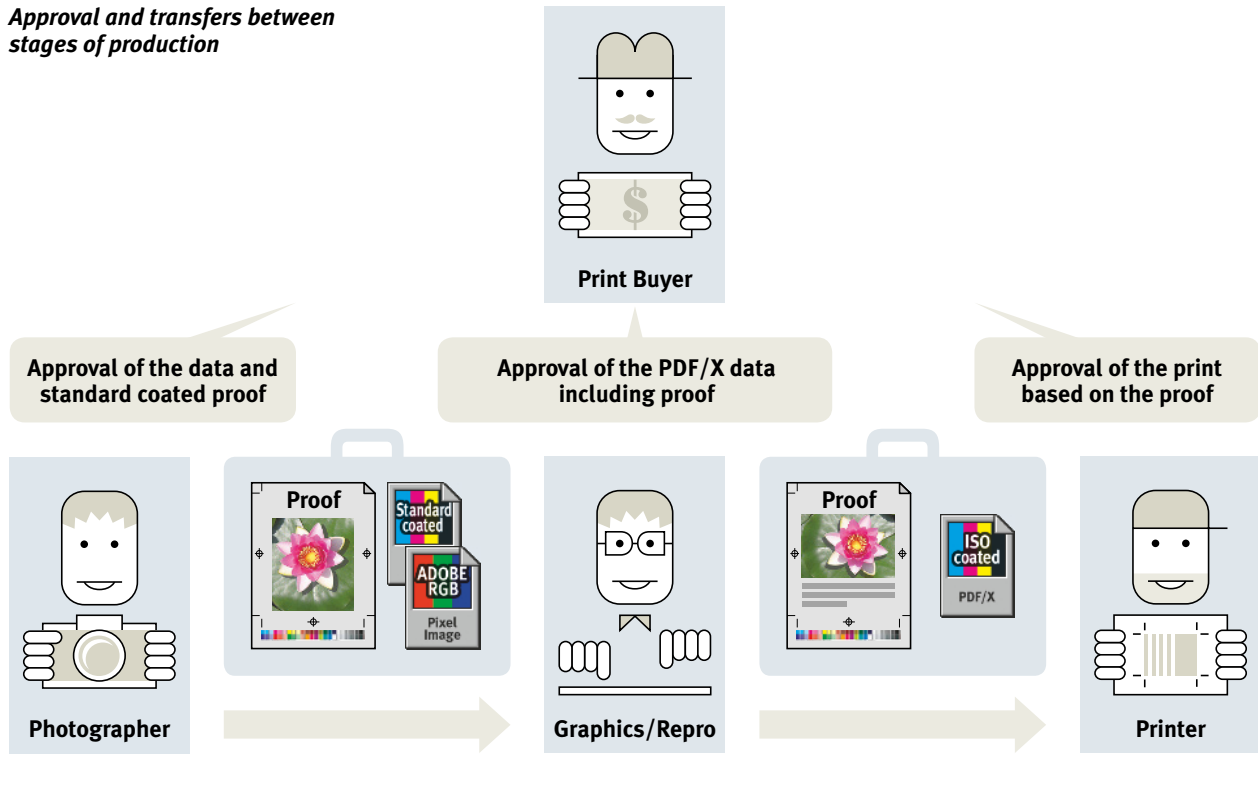 Approval and transfers between
stages of production
$
Print Buyer
Approval of the data and
standard coated proof
Approval of the PDF/X data
including proof
Approval of the print
based on the proof
Proof
Standard
coated
ADOBE
RGB
Pixel
Image
Proof
ISO
coated
PDF/X
Photographer
Graphics/Repro
Printer